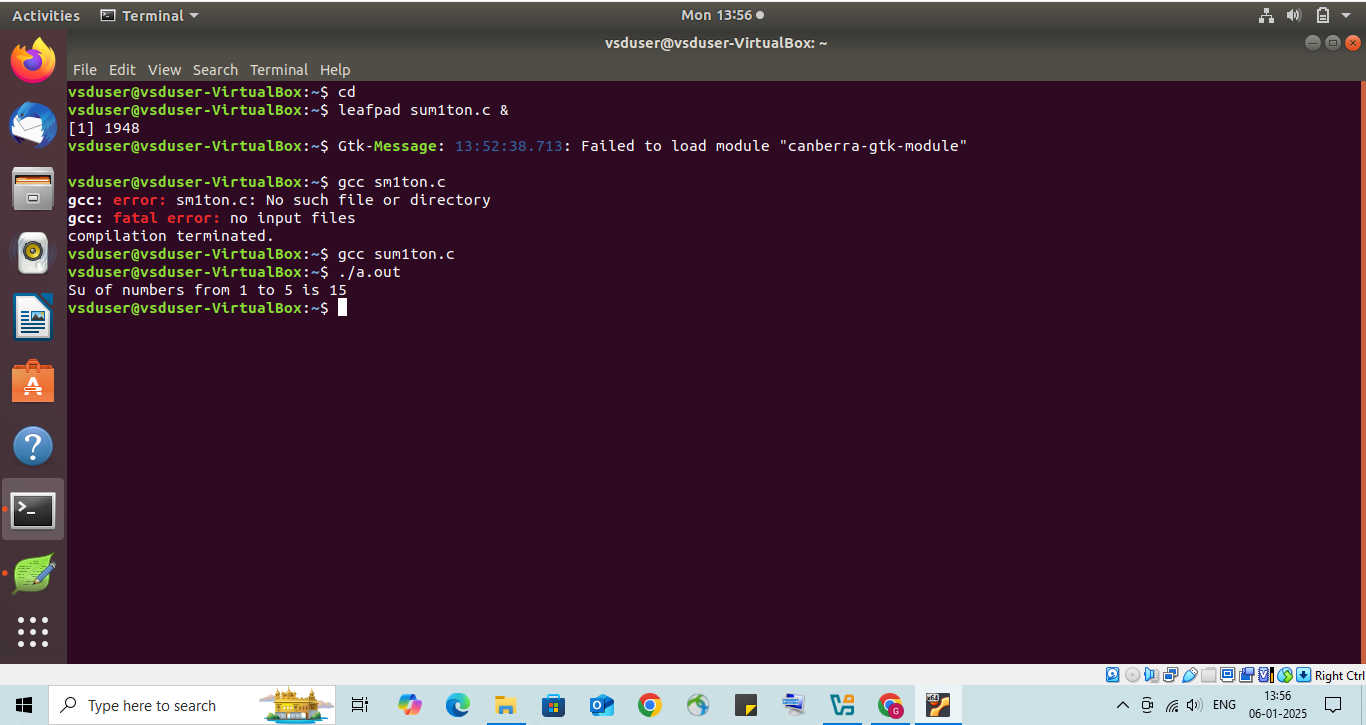 Activities Terminal Mon 13:56
vsduser@vsduser-VirtualBox: ~
File Edit View Search Terminal Help
vsduser@vsduser-VirtualBox:~$ cd
vsduser@vsduser-VirtualBox:~$ leafpad sum1ton.c &
[1] 1948
vsduser@vsduser-VirtualBox:~$ Gtk-Message: 13:52:38.713: Failed to load module "canberra-gtk-module"
vsduser@vsduser-VirtualBox:~$ gcc sm1ton.c
gcc: error: sm1ton.c: No such file or directory
gcc: fatal error: no input files
compilation terminated.
vsduser@vsduser-VirtualBox:~$ gcc sum1ton.c
vsduser@vsduser-VirtualBox:~$ ./a.out
Su of numbers from 1 to 5 is 15
vsduser@vsduser-VirtualBox:~$
Right Ctrl
Type here to search
ENG
13:56
06-01-2025